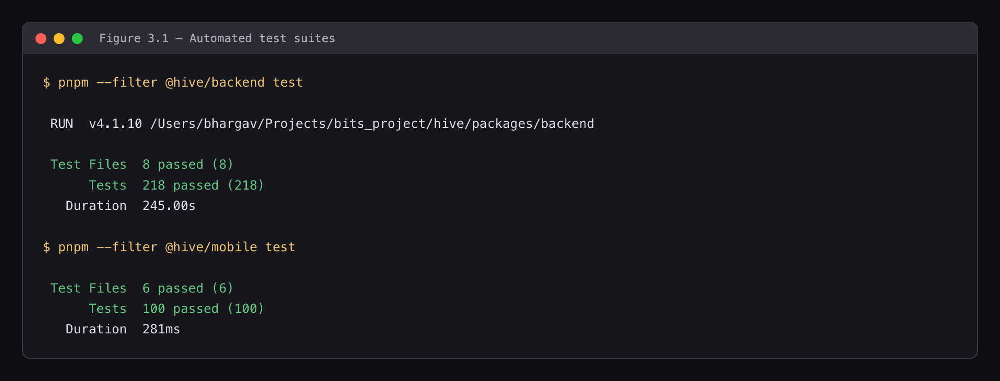 Figure 3.1 — Automated test suites
$ pnpm --filter @hive/backend test
RUN  v4.1.10 /Users/bhargav/Projects/bits_project/hive/packages/backend
Test Files  8 passed (8)
Tests  218 passed (218)
Duration  245.00s
$ pnpm --filter @hive/mobile test
Test Files  6 passed (6)
Tests  100 passed (100)
Duration  281ms